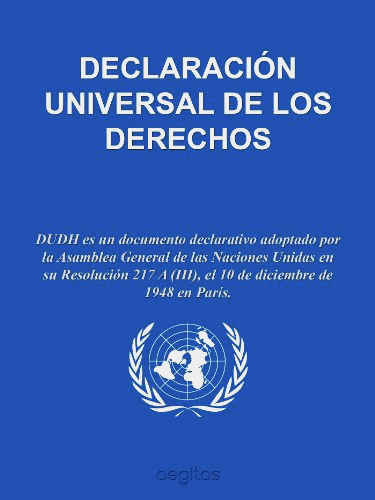 DECLARACIÓN
UNIVERSAL DE LOS
DERECHOS
DUDH es un documento declarativo adoptado por
la Asamblea General de las Naciones Unidas en
su Resolución 217 A (III), el 10 de diciembre de
1948 en París.
aegitas